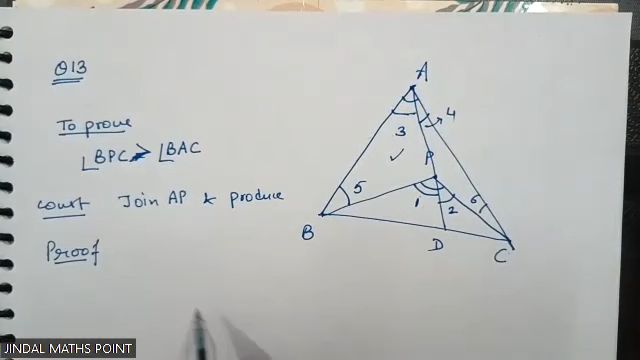 Q13
To prove
∠BPC > ∠BAC
Const Join AP & produce
Proof
A
3
4
P
5
6
1
2
B
D
C
JINDAL MATHS POINT